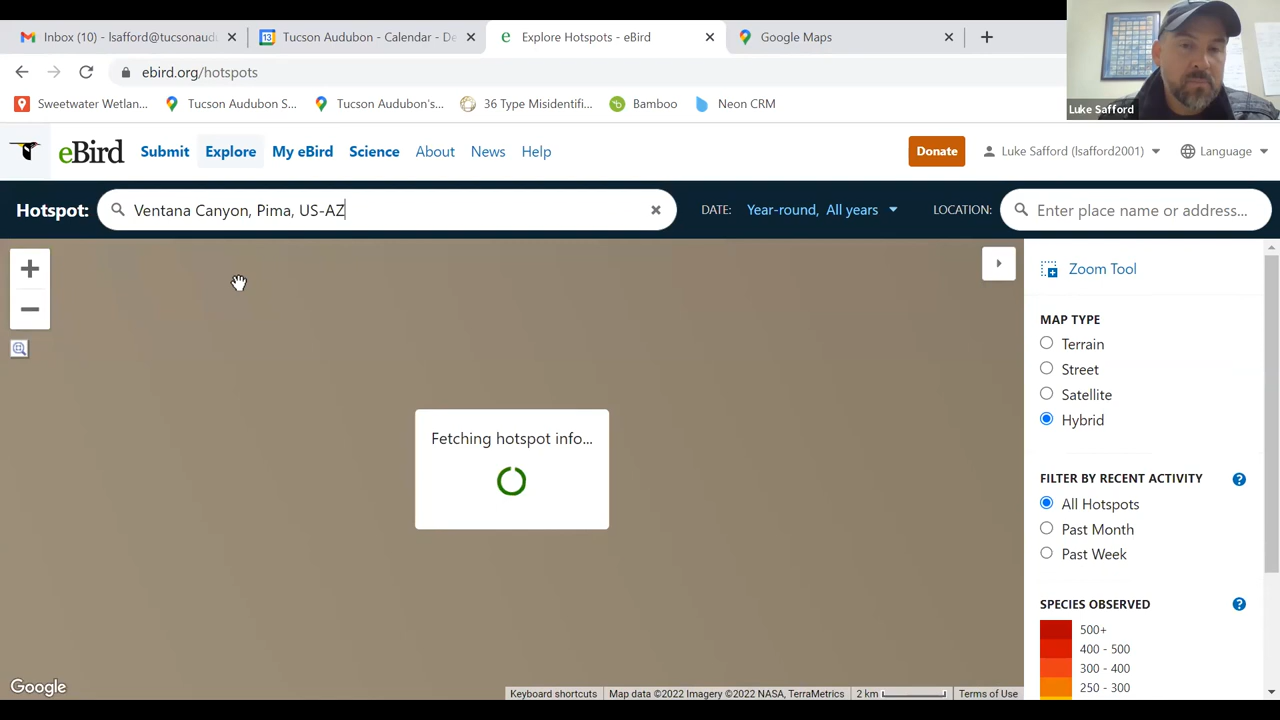 Inbox (10) - lsafford@tucsonaud
Tucson Audubon - Calendar - De
Explore Hotspots - eBird
Google Maps
ebird.org/hotspots
Sweetwater Wetlan...
Tucson Audubon S...
Tucson Audubon's...
36 Type Misidentifi...
Bamboo
Neon CRM
Luke Safford
eBird
Submit
Explore
My eBird
Science
About
News
Help
Donate
Luke Safford (lsafford2001)
Language
Hotspot:
Ventana Canyon, Pima, US-AZ
DATE:
Year-round, All years
LOCATION:
Enter place name or address...
Zoom Tool
MAP TYPE
Terrain
Street
Satellite
Hybrid
Fetching hotspot info...
FILTER BY RECENT ACTIVITY
All Hotspots
Past Month
Past Week
SPECIES OBSERVED
500+
400 - 500
300 - 400
250 - 300
Google
Keyboard shortcuts
Map data ©2022 Imagery ©2022 NASA, TerraMetrics
2 km
Terms of Use